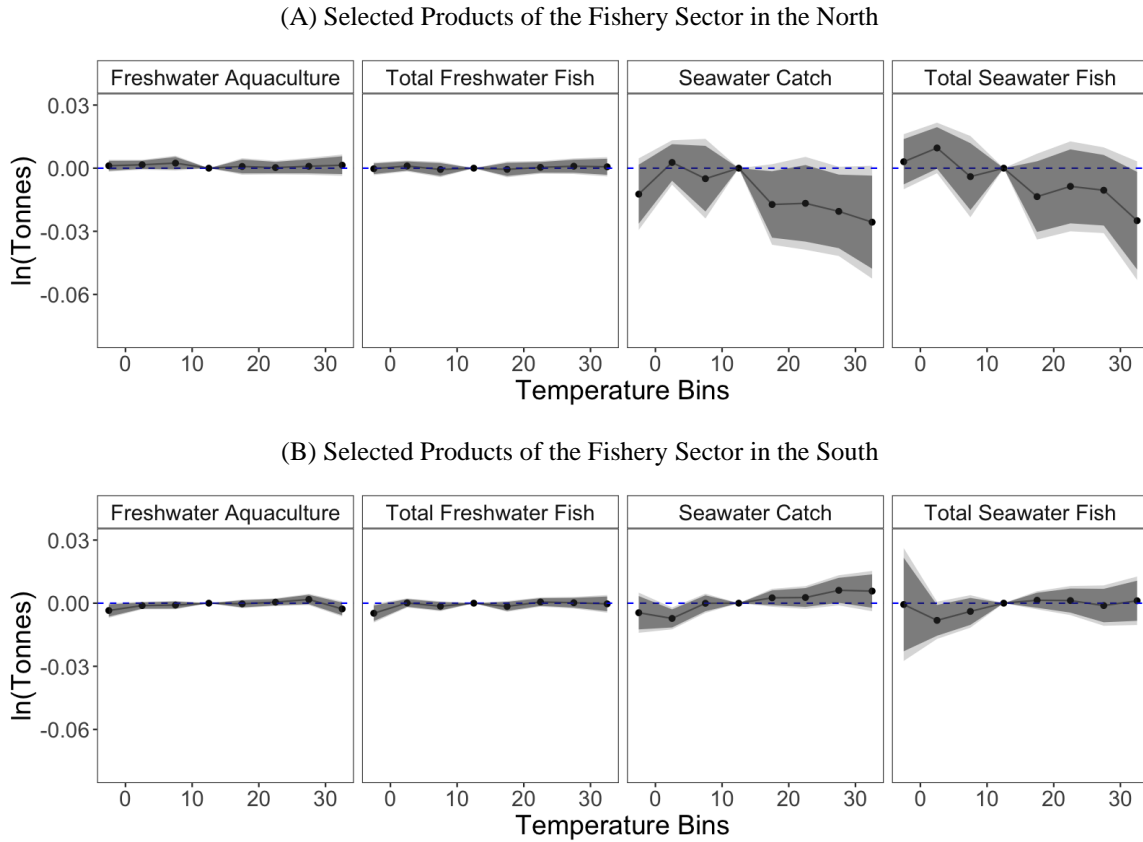 (A) Selected Products of the Fishery Sector in the North
Freshwater Aquaculture Total Freshwater Fish Seawater Catch Total Seawater Fish
0.03
0.00
-0.03
-0.06
ln(Tonnes)
0 10 20 30 0 10 20 30 0 10 20 30 0 10 20 30
Temperature Bins
(B) Selected Products of the Fishery Sector in the South
Freshwater Aquaculture Total Freshwater Fish Seawater Catch Total Seawater Fish
0.03
0.00
-0.03
-0.06
ln(Tonnes)
0 10 20 30 0 10 20 30 0 10 20 30 0 10 20 30
Temperature Bins